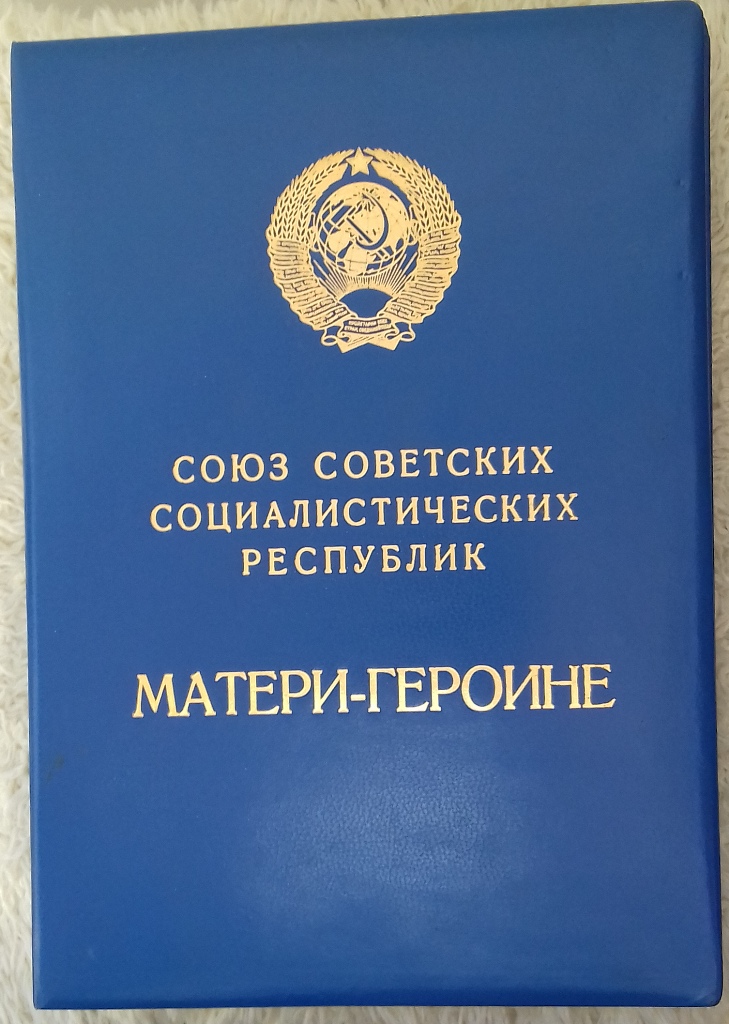 СОЮЗ СОВЕТСКИХ
СОЦИАЛИСТИЧЕСКИХ
РЕСПУБЛИК
МАТЕРИ-ГЕРОИНЕ